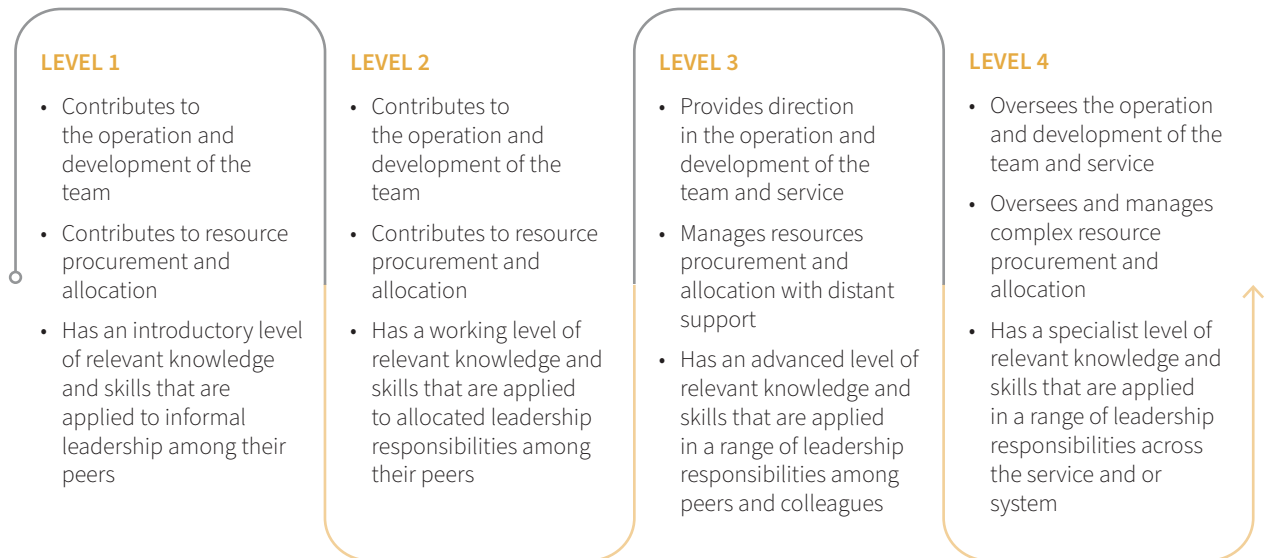 LEVEL 1
• Contributes to
the operation and
development of the
team
• Contributes to resource
procurement and
allocation
• Has an introductory level
of relevant knowledge
and skills that are
applied to informal
leadership among their
peers
LEVEL 2
• Contributes to
the operation and
development of the
team
• Contributes to resource
procurement and
allocation
• Has a working level of
relevant knowledge and
skills that are applied
to allocated leadership
responsibilities among
their peers
LEVEL 3
• Provides direction
in the operation and
development of the
team and service
• Manages resources
procurement and
allocation with distant
support
• Has an advanced level of
relevant knowledge and
skills that are applied
in a range of leadership
responsibilities among
peers and colleagues
LEVEL 4
• Oversees the operation
and development of the
team and service
• Oversees and manages
complex resource
procurement and
allocation
• Has a specialist level of
relevant knowledge and
skills that are applied
in a range of leadership
responsibilities across
the service and or
system